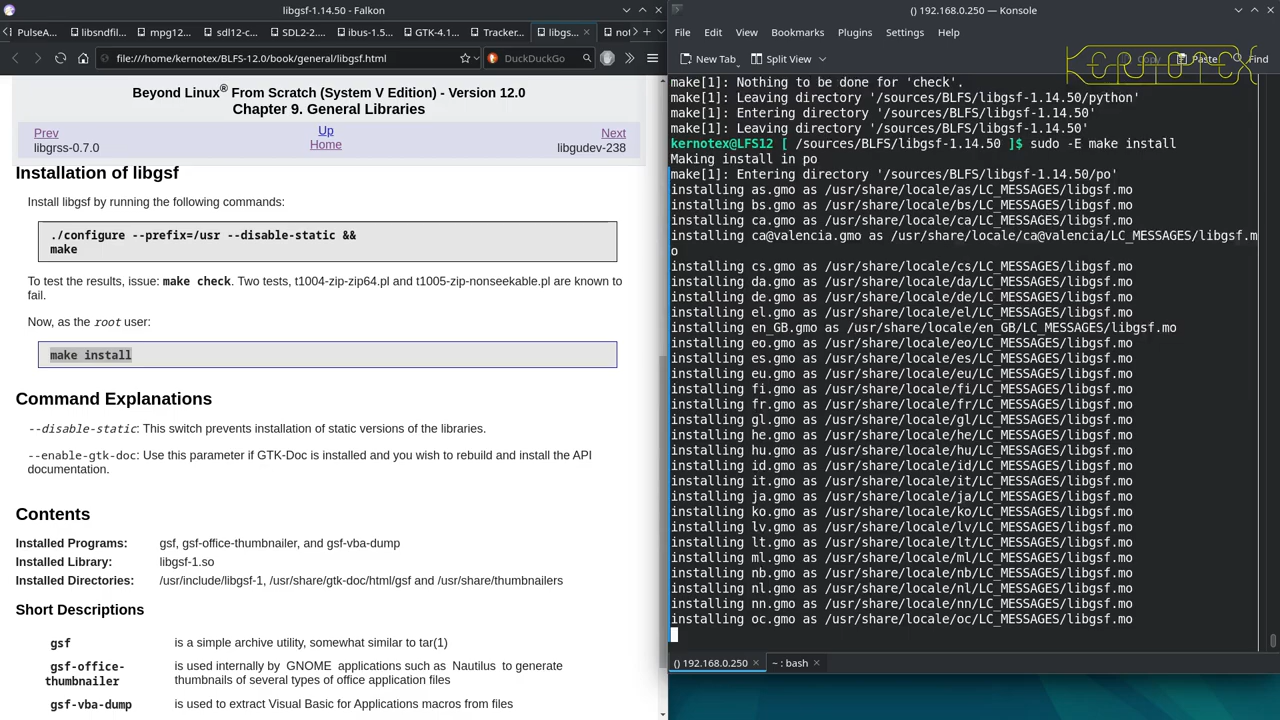 libgsf-1.14.50 - Falkon
PulseA...
libsndfil...
mpg12...
sdl12-c...
SDL2-2....
ibus-1.5...
GTK-4.1...
Tracker...
libgs...
not
file:///home/kernotex/BLFS-12.0/book/general/libgsf.html
DuckDuckGo
Beyond Linux® From Scratch (System V Edition) - Version 12.0
Chapter 9. General Libraries
Prev
Up
Next
libgrss-0.7.0
Home
libgudev-238
Installation of libgsf
Install libgsf by running the following commands:
./configure --prefix=/usr --disable-static &&
make
To test the results, issue: make check. Two tests, t1004-zip-zip64.pl and t1005-zip-nonseekable.pl are known to
fail.
Now, as the root user:
make install
Command Explanations
--disable-static: This switch prevents installation of static versions of the libraries.
--enable-gtk-doc: Use this parameter if GTK-Doc is installed and you wish to rebuild and install the API
documentation.
Contents
Installed Programs: gsf, gsf-office-thumbnailer, and gsf-vba-dump
Installed Library: libgsf-1.so
Installed Directories: /usr/include/libgsf-1, /usr/share/gtk-doc/html/gsf and /usr/share/thumbnailers
Short Descriptions
gsf is a simple archive utility, somewhat similar to tar(1)
gsf-office- is used internally by GNOME applications such as Nautilus to generate
thumbnailer thumbnails of several types of office application files
gsf-vba-dump is used to extract Visual Basic for Applications macros from files
() 192.168.0.250 — Konsole
File Edit View Bookmarks Plugins Settings Help
New Tab Split View Copy Paste Find
KERNOTEX
make[1]: Nothing to be done for 'check'.
make[1]: Leaving directory '/sources/BLFS/libgsf-1.14.50/python'
make[1]: Entering directory '/sources/BLFS/libgsf-1.14.50'
make[1]: Leaving directory '/sources/BLFS/libgsf-1.14.50'
kernotex@LFS12 [ /sources/BLFS/libgsf-1.14.50 ]$ sudo -E make install
Making install in po
make[1]: Entering directory '/sources/BLFS/libgsf-1.14.50/po'
installing as.gmo as /usr/share/locale/as/LC_MESSAGES/libgsf.mo
installing bs.gmo as /usr/share/locale/bs/LC_MESSAGES/libgsf.mo
installing ca.gmo as /usr/share/locale/ca/LC_MESSAGES/libgsf.mo
installing ca@valencia.gmo as /usr/share/locale/ca@valencia/LC_MESSAGES/libgsf.m
o
installing cs.gmo as /usr/share/locale/cs/LC_MESSAGES/libgsf.mo
installing da.gmo as /usr/share/locale/da/LC_MESSAGES/libgsf.mo
installing de.gmo as /usr/share/locale/de/LC_MESSAGES/libgsf.mo
installing el.gmo as /usr/share/locale/el/LC_MESSAGES/libgsf.mo
installing en_GB.gmo as /usr/share/locale/en_GB/LC_MESSAGES/libgsf.mo
installing eo.gmo as /usr/share/locale/eo/LC_MESSAGES/libgsf.mo
installing es.gmo as /usr/share/locale/es/LC_MESSAGES/libgsf.mo
installing eu.gmo as /usr/share/locale/eu/LC_MESSAGES/libgsf.mo
installing fi.gmo as /usr/share/locale/fi/LC_MESSAGES/libgsf.mo
installing fr.gmo as /usr/share/locale/fr/LC_MESSAGES/libgsf.mo
installing gl.gmo as /usr/share/locale/gl/LC_MESSAGES/libgsf.mo
installing he.gmo as /usr/share/locale/he/LC_MESSAGES/libgsf.mo
installing hu.gmo as /usr/share/locale/hu/LC_MESSAGES/libgsf.mo
installing id.gmo as /usr/share/locale/id/LC_MESSAGES/libgsf.mo
installing it.gmo as /usr/share/locale/it/LC_MESSAGES/libgsf.mo
installing ja.gmo as /usr/share/locale/ja/LC_MESSAGES/libgsf.mo
installing ko.gmo as /usr/share/locale/ko/LC_MESSAGES/libgsf.mo
installing lv.gmo as /usr/share/locale/lv/LC_MESSAGES/libgsf.mo
installing lt.gmo as /usr/share/locale/lt/LC_MESSAGES/libgsf.mo
installing ml.gmo as /usr/share/locale/ml/LC_MESSAGES/libgsf.mo
installing nb.gmo as /usr/share/locale/nb/LC_MESSAGES/libgsf.mo
installing nl.gmo as /usr/share/locale/nl/LC_MESSAGES/libgsf.mo
installing nn.gmo as /usr/share/locale/nn/LC_MESSAGES/libgsf.mo
installing oc.gmo as /usr/share/locale/oc/LC_MESSAGES/libgsf.mo
() 192.168.0.250
~ : bash